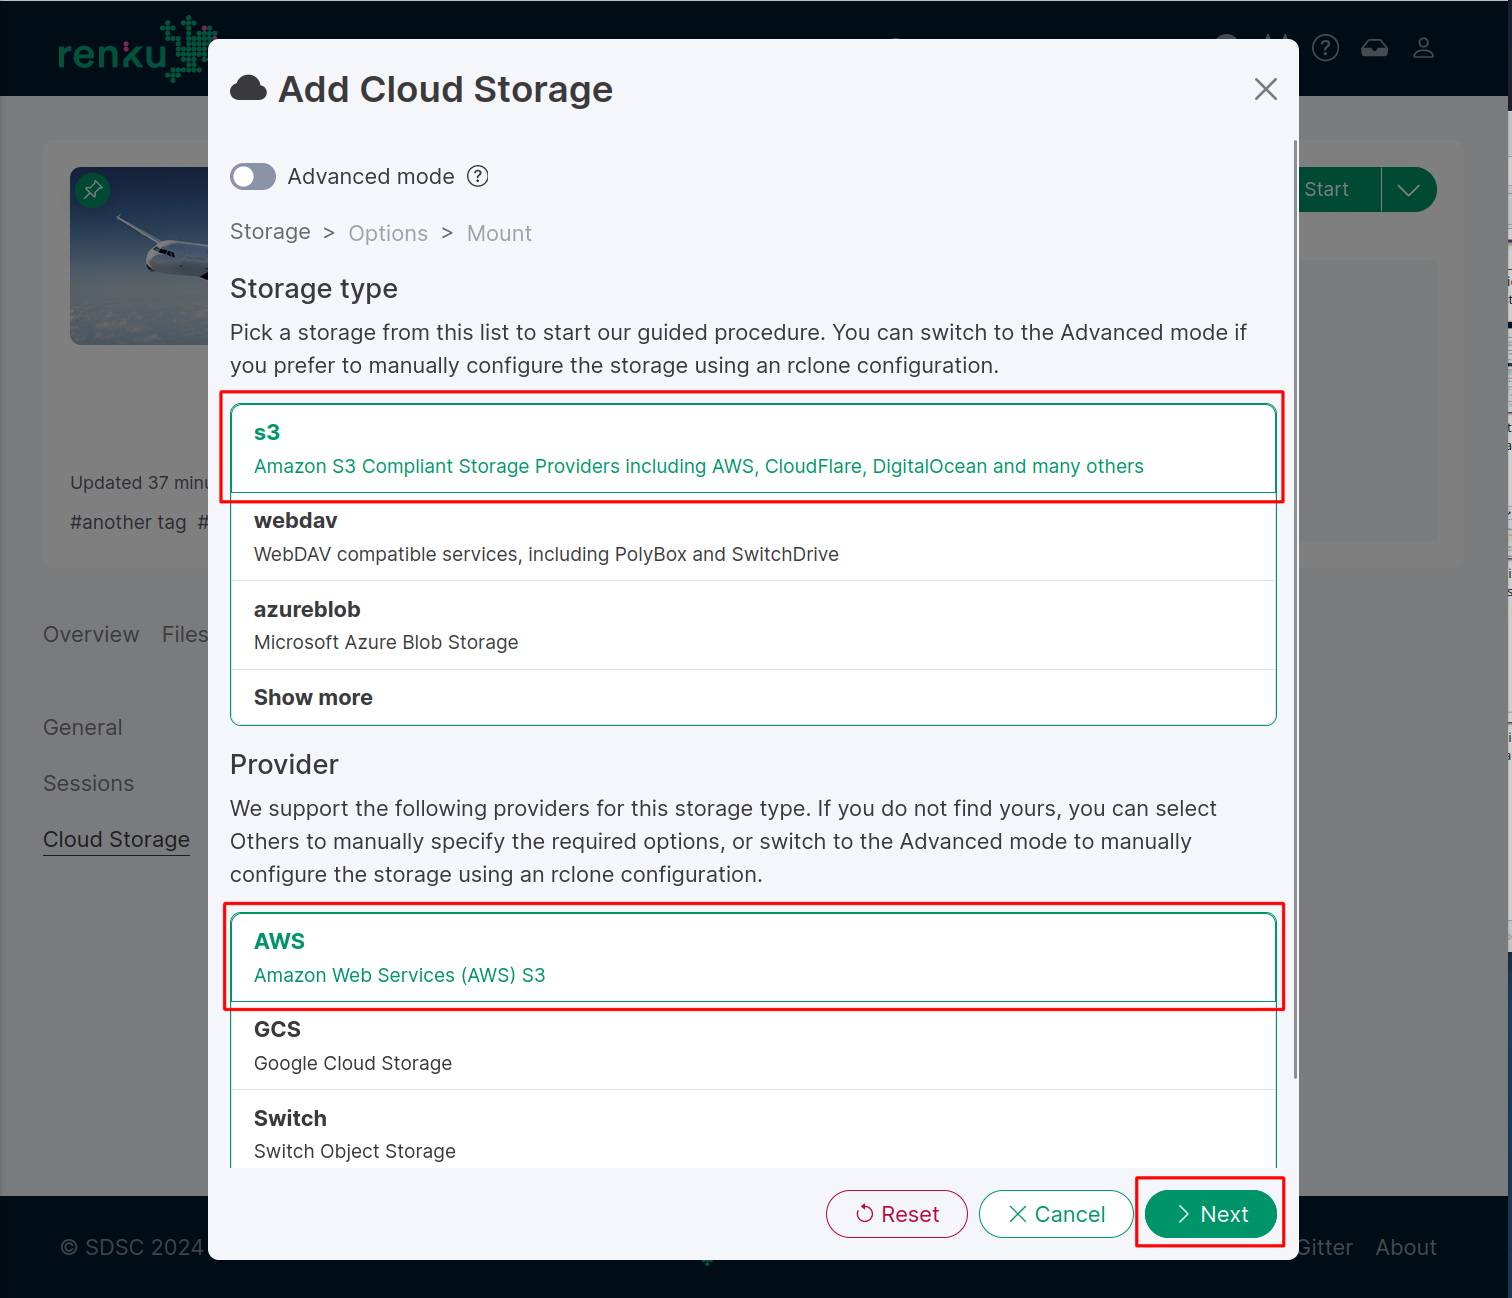 renku
Add Cloud Storage
Advanced mode
Start
Storage > Options > Mount
Storage type
Pick a storage from this list to start our guided procedure. You can switch to the Advanced mode if
you prefer to manually configure the storage using an rclone configuration.
s3
Amazon S3 Compliant Storage Providers including AWS, CloudFlare, DigitalOcean and many others
Updated 37 minu
webdav
#another tag #
WebDAV compatible services, including PolyBox and SwitchDrive
azureblob
Microsoft Azure Blob Storage
Overview Files
Show more
General
Provider
Sessions
We support the following providers for this storage type. If you do not find yours, you can select
Others to manually specify the required options, or switch to the Advanced mode to manually
configure the storage using an rclone configuration.
Cloud Storage
AWS
Amazon Web Services (AWS) S3
GCS
Google Cloud Storage
Switch
Switch Object Storage
Reset Cancel Next
© SDSC 2024 Gitter About